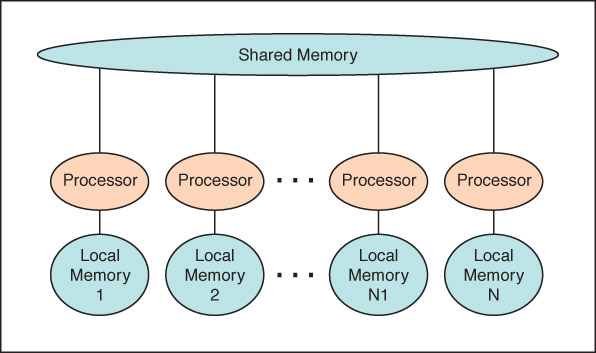 Shared Memory
Processor
Processor
. . .
Processor
Processor
Local
Memory
1
Local
Memory
2
. . .
Local
Memory
N1
Local
Memory
N